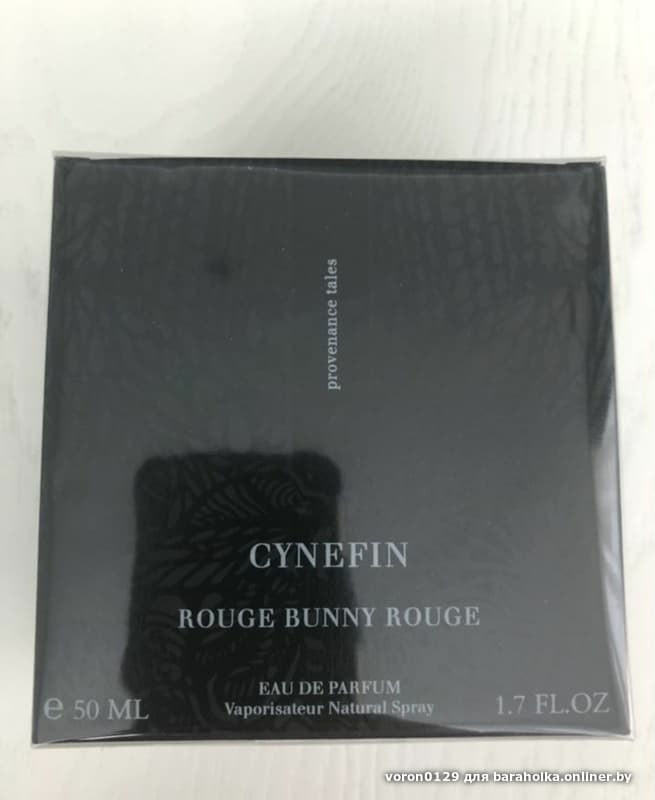 provenance tales
CYNEFIN
ROUGE BUNNY ROUGE
EAU DE PARFUM
Vaporisateur Natural Spray
℮ 50 ML
1.7 FL.OZ
voron0129 для baraholka.onliner.by